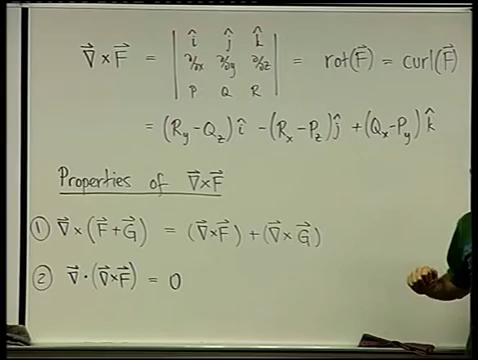 î ĵ k̂
∇⃗ × F⃗ = | ∂/∂x ∂/∂y ∂/∂z | = rot(F⃗) = curl(F⃗)
P Q R
= (R_y − Q_z) î − (R_x − P_z) ĵ + (Q_x − P_y) k̂
Properties of ∇⃗×F⃗
① ∇⃗ × (F⃗ + G⃗) = (∇⃗×F⃗) + (∇⃗ × G⃗)
② ∇⃗ · (∇⃗×F⃗) = 0